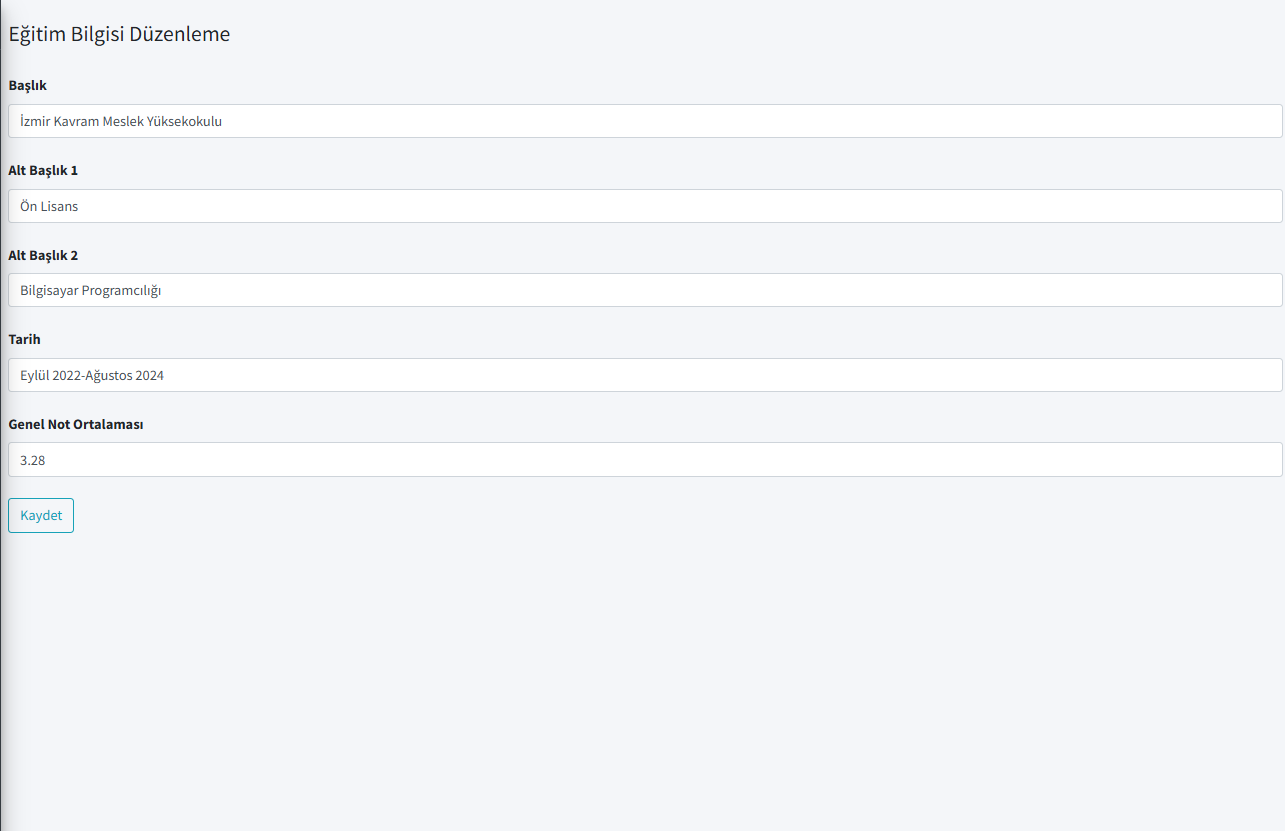 Eğitim Bilgisi Düzenleme
Başlık
İzmir Kavram Meslek Yüksekokulu
Alt Başlık 1
Ön Lisans
Alt Başlık 2
Bilgisayar Programcılığı
Tarih
Eylül 2022-Ağustos 2024
Genel Not Ortalaması
3.28
Kaydet